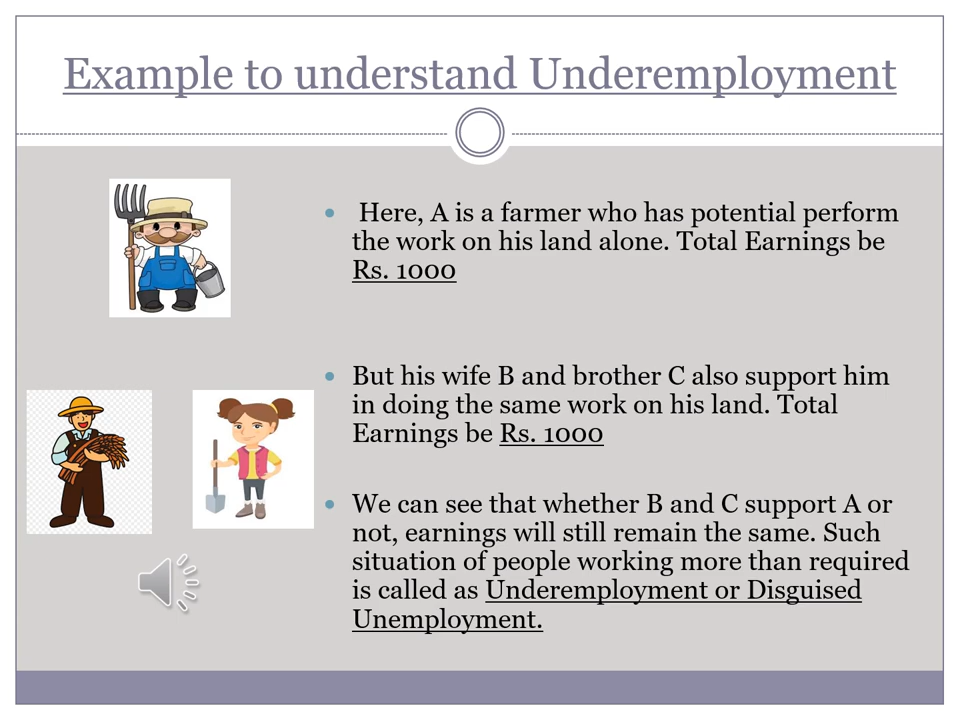 Example to understand Underemployment
Here, A is a farmer who has potential perform
the work on his land alone. Total Earnings be
Rs. 1000
But his wife B and brother C also support him
in doing the same work on his land. Total
Earnings be Rs. 1000
We can see that whether B and C support A or
not, earnings will still remain the same. Such
situation of people working more than required
is called as Underemployment or Disguised
Unemployment.